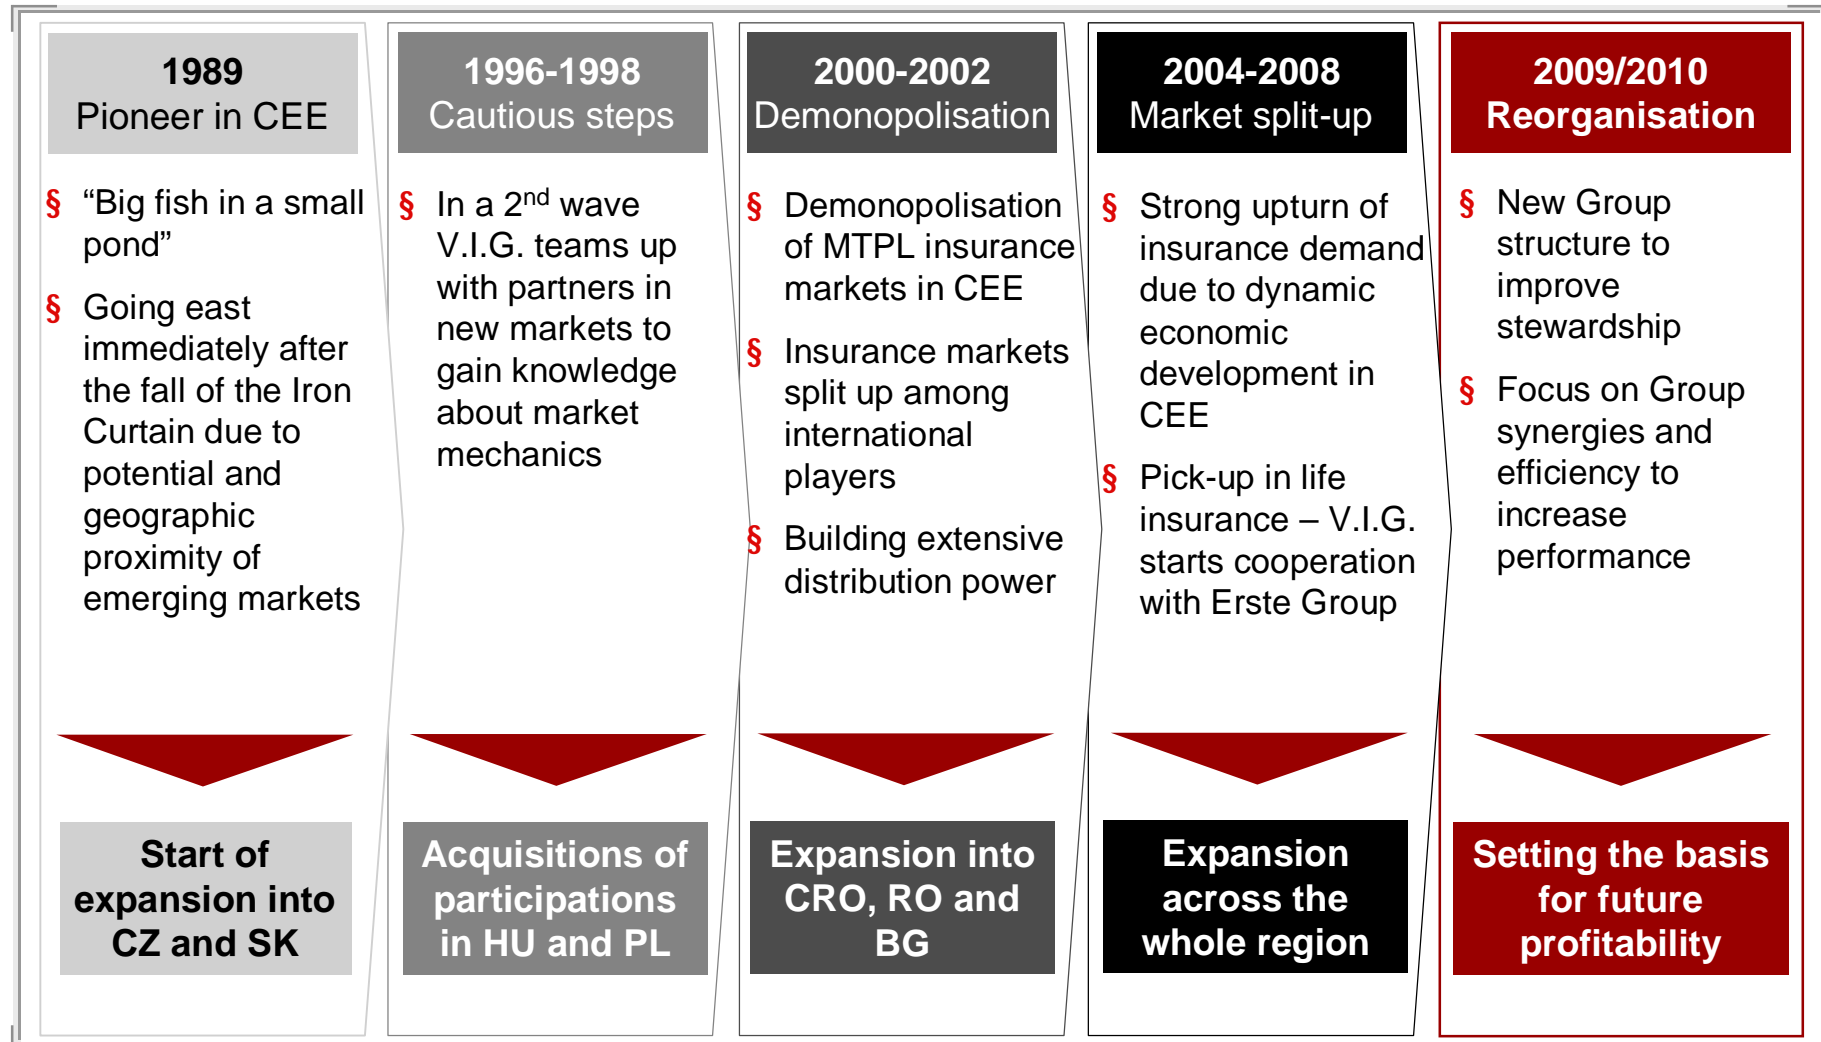 1989
Pioneer in CEE
§ “Big fish in a small
pond”
§ Going east
immediately after
the fall of the Iron
Curtain due to
potential and
geographic
proximity of
emerging markets
Start of
expansion into
CZ and SK
1996-1998
Cautious steps
§ In a 2nd wave
V.I.G. teams up
with partners in
new markets to
gain knowledge
about market
mechanics
Acquisitions of
participations
in HU and PL
2000-2002
Demonopolisation
§ Demonopolisation
of MTPL insurance
markets in CEE
§ Insurance markets
split up among
international
players
§ Building extensive
distribution power
Expansion into
CRO, RO and
BG
2004-2008
Market split-up
§ Strong upturn of
insurance demand
due to dynamic
economic
development in
CEE
§ Pick-up in life
insurance – V.I.G.
starts cooperation
with Erste Group
Expansion
across the
whole region
2009/2010
Reorganisation
§ New Group
structure to
improve
stewardship
§ Focus on Group
synergies and
efficiency to
increase
performance
Setting the basis
for future
profitability